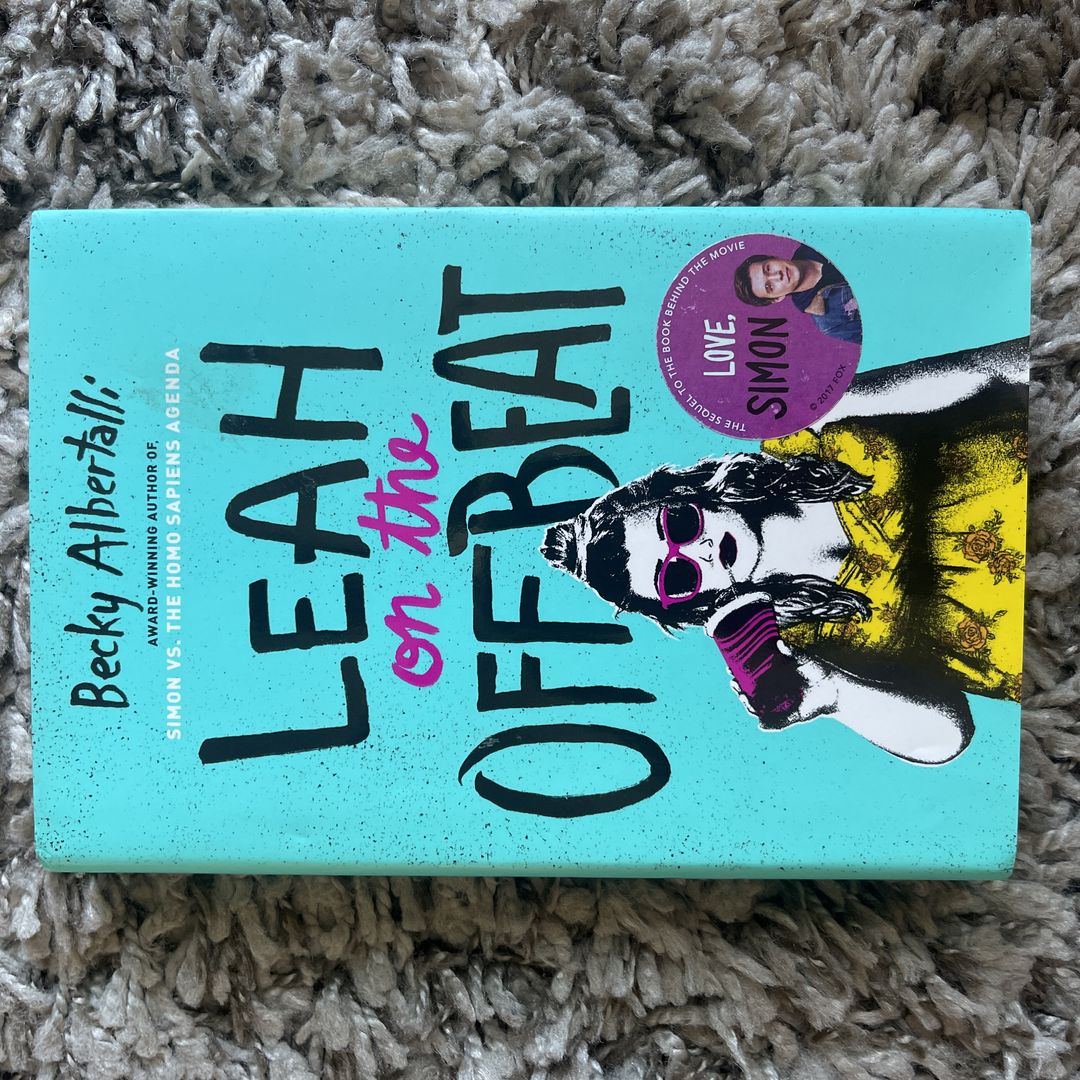 Becky Albertalli
AWARD-WINNING AUTHOR OF
SIMON VS. THE HOMO SAPIENS AGENDA
LEAH
on the
OFFBEAT
THE SEQUEL TO THE BOOK BEHIND THE MOVIE
LOVE,
SIMON
© 2017 FOX